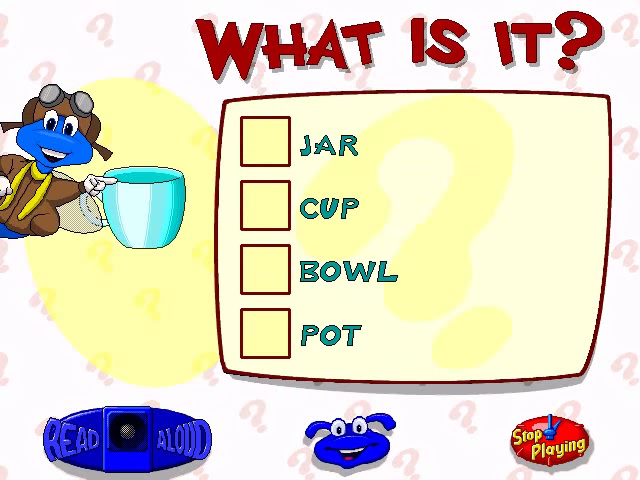 WHAT IS IT?
JAR
CUP
BOWL
POT
READ ALOUD
Stop
Playing